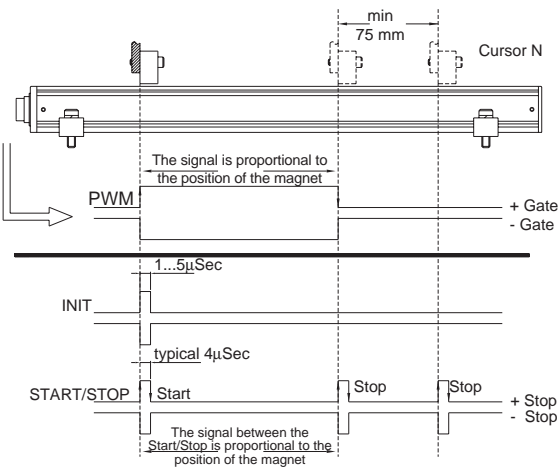 min
75 mm
Cursor N
The signal is proportional to
the position of the magnet
PWM
+ Gate
- Gate
1...5µSec
INIT
typical 4µSec
START/STOP
Start
Stop
Stop
+ Stop
- Stop
The signal between the
Start/Stop is proportional to the
position of the magnet